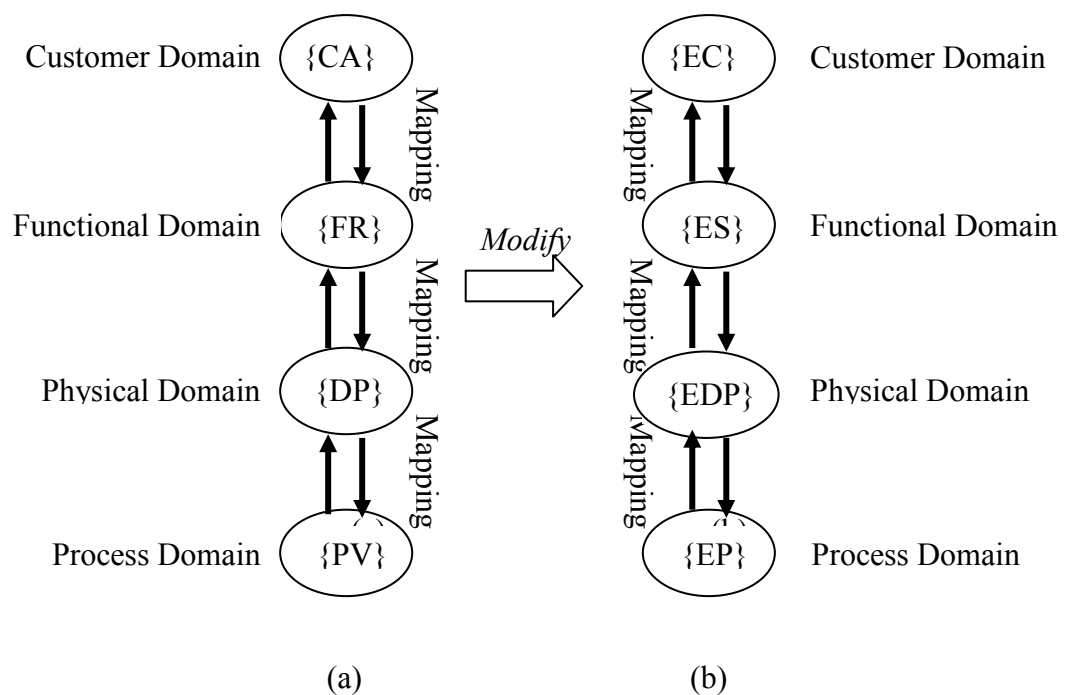 Customer Domain {CA} {EC} Customer Domain
Mapping Mapping
Functional Domain {FR} {ES} Functional Domain
Modify
Mapping Mapping
Physical Domain {DP} {EDP} Physical Domain
Mapping Mapping
Process Domain {PV} {EP} Process Domain
(a) (b)